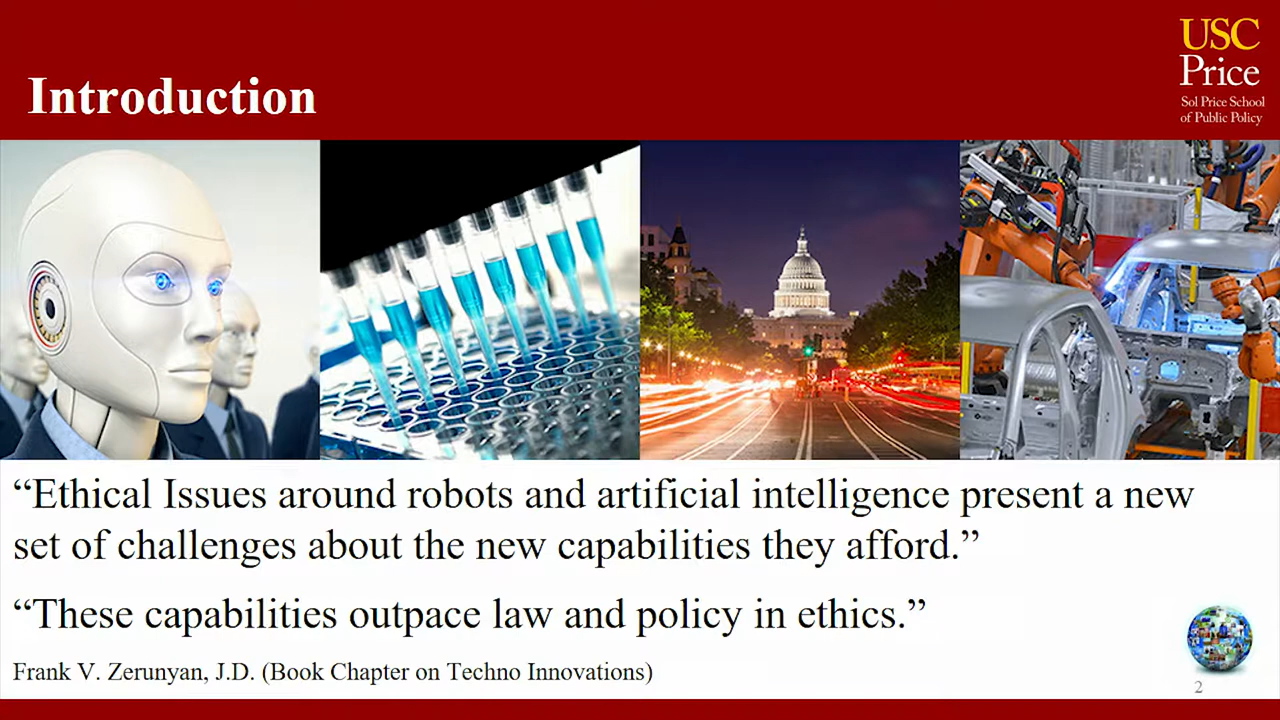 Introduction
USC
Price
Sol Price School
of Public Policy
“Ethical Issues around robots and artificial intelligence present a new
set of challenges about the new capabilities they afford.”
“These capabilities outpace law and policy in ethics.”
Frank V. Zerunyan, J.D. (Book Chapter on Techno Innovations)
2